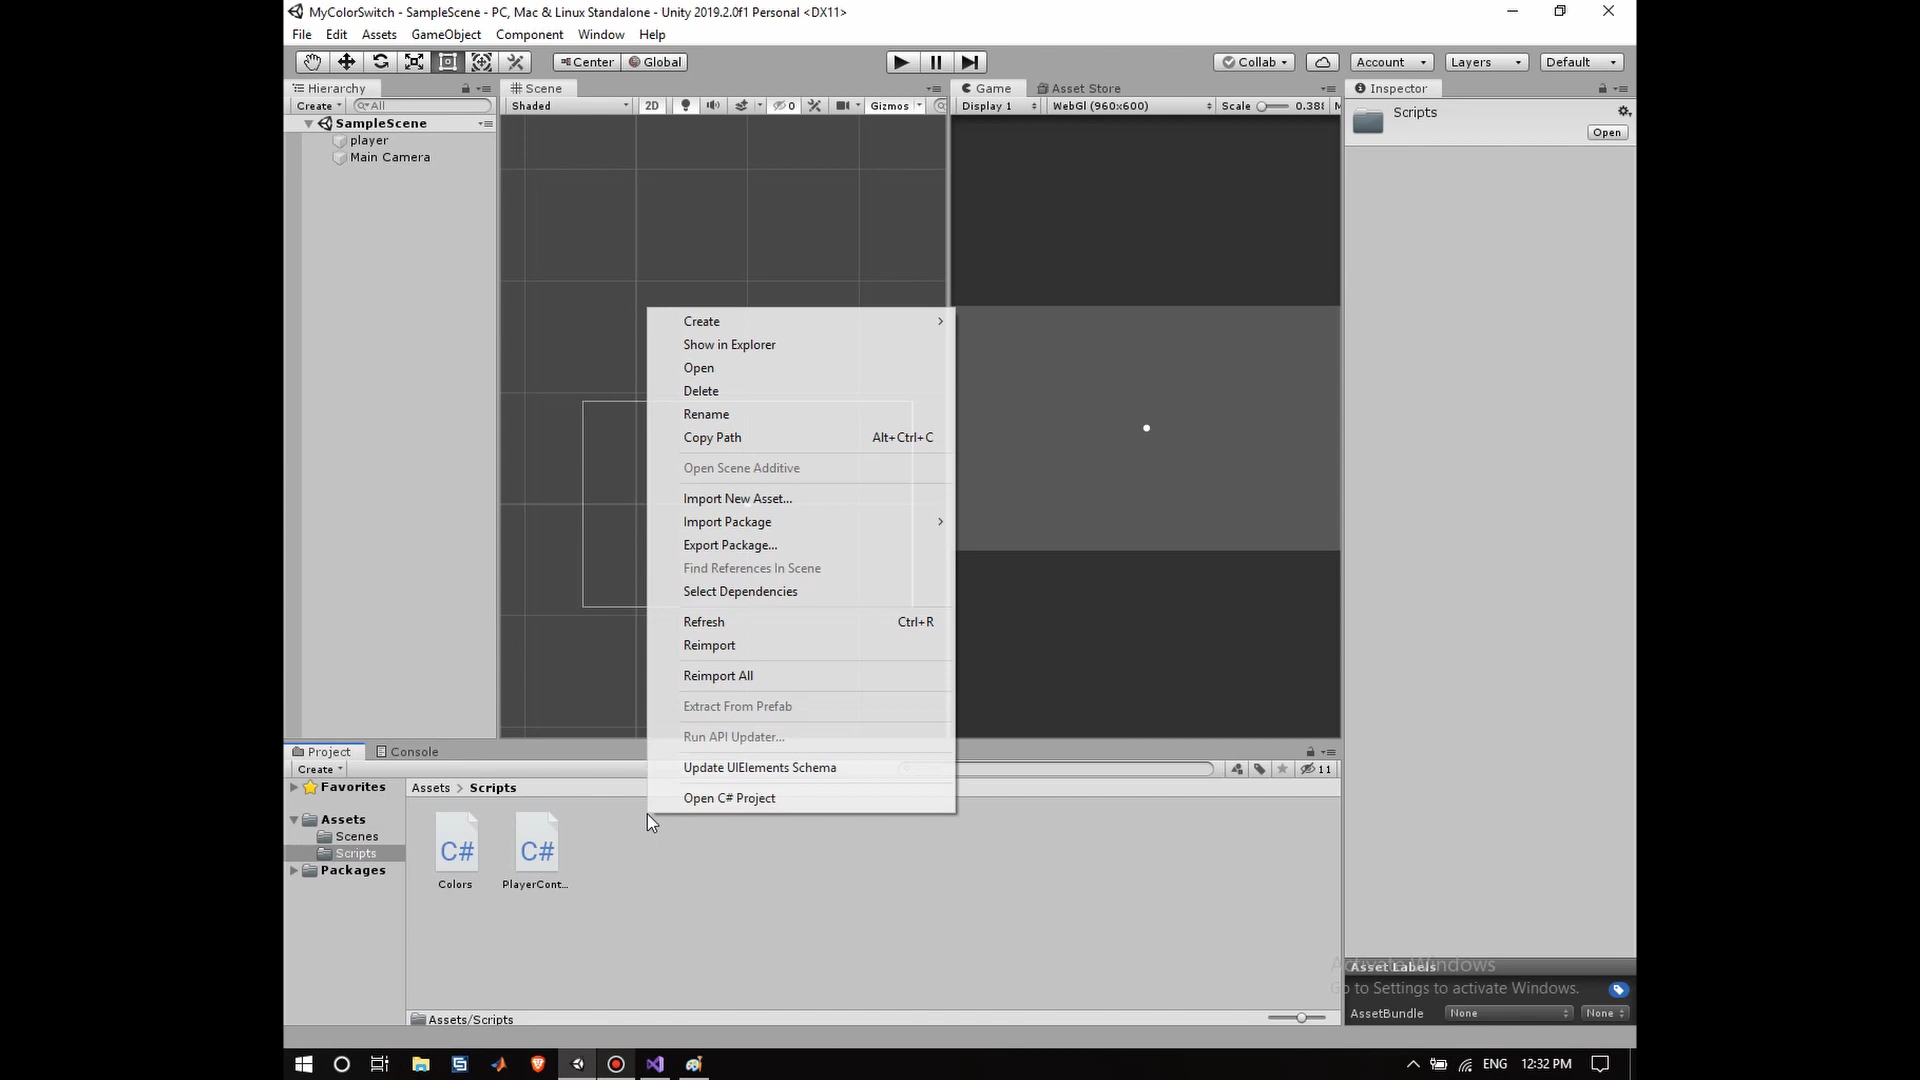 MyColorSwitch - SampleScene - PC, Mac & Linux Standalone - Unity 2019.2.0f1 Personal <DX11>
File Edit Assets GameObject Component Window Help
Center Global Collab Account Layers Default
Hierarchy Scene Game Asset Store Inspector
Create All Shaded 2D 0 Gizmos Display 1 WebGl (960x600) Scale 0.388 M
Scripts
Open
SampleScene
player
Main Camera
Create
Show in Explorer
Open
Delete
Rename
Copy Path Alt+Ctrl+C
Open Scene Additive
Import New Asset...
Import Package
Export Package...
Find References In Scene
Select Dependencies
Refresh Ctrl+R
Reimport
Reimport All
Extract From Prefab
Run API Updater...
Update UIElements Schema
Open C# Project
Project Console
Create 11
Favorites
Assets
Scenes
Scripts
Packages
Assets > Scripts
C# C#
Colors PlayerCont...
Assets/Scripts
Activate Windows
Go to Settings to activate Windows.
Asset Labels
AssetBundle None None
ENG 12:32 PM